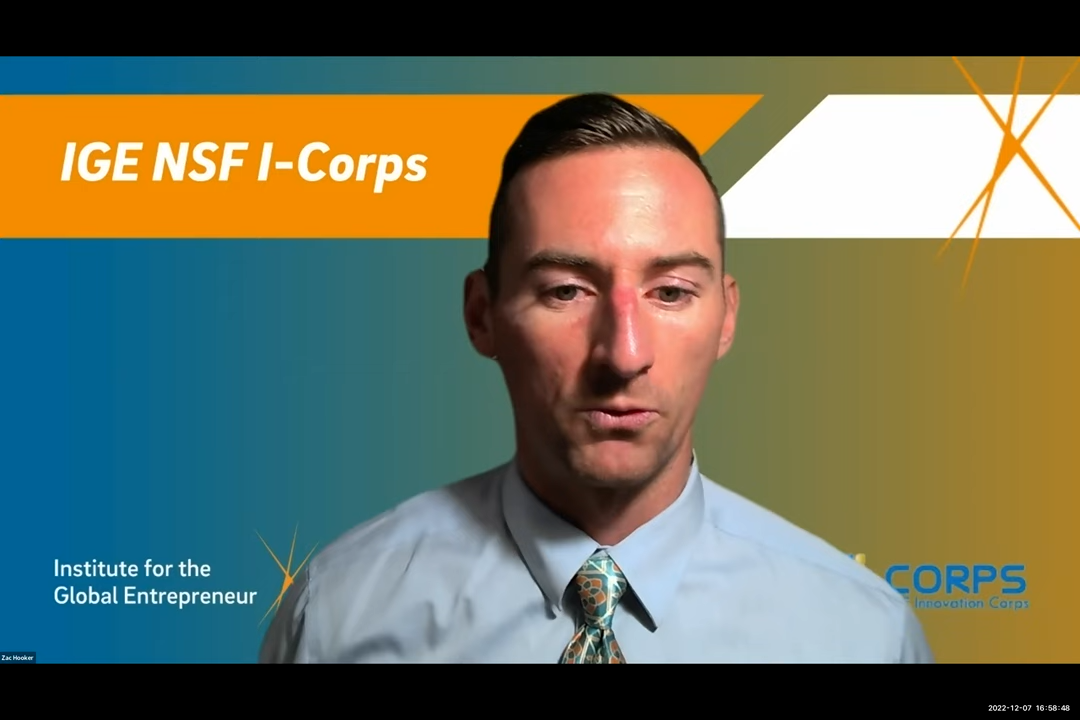 IGE NSF I-Corps
Institute for the
Global Entrepreneur
CORPS
Innovation Corps
Zac Hooker
2022-12-07 16:58:48